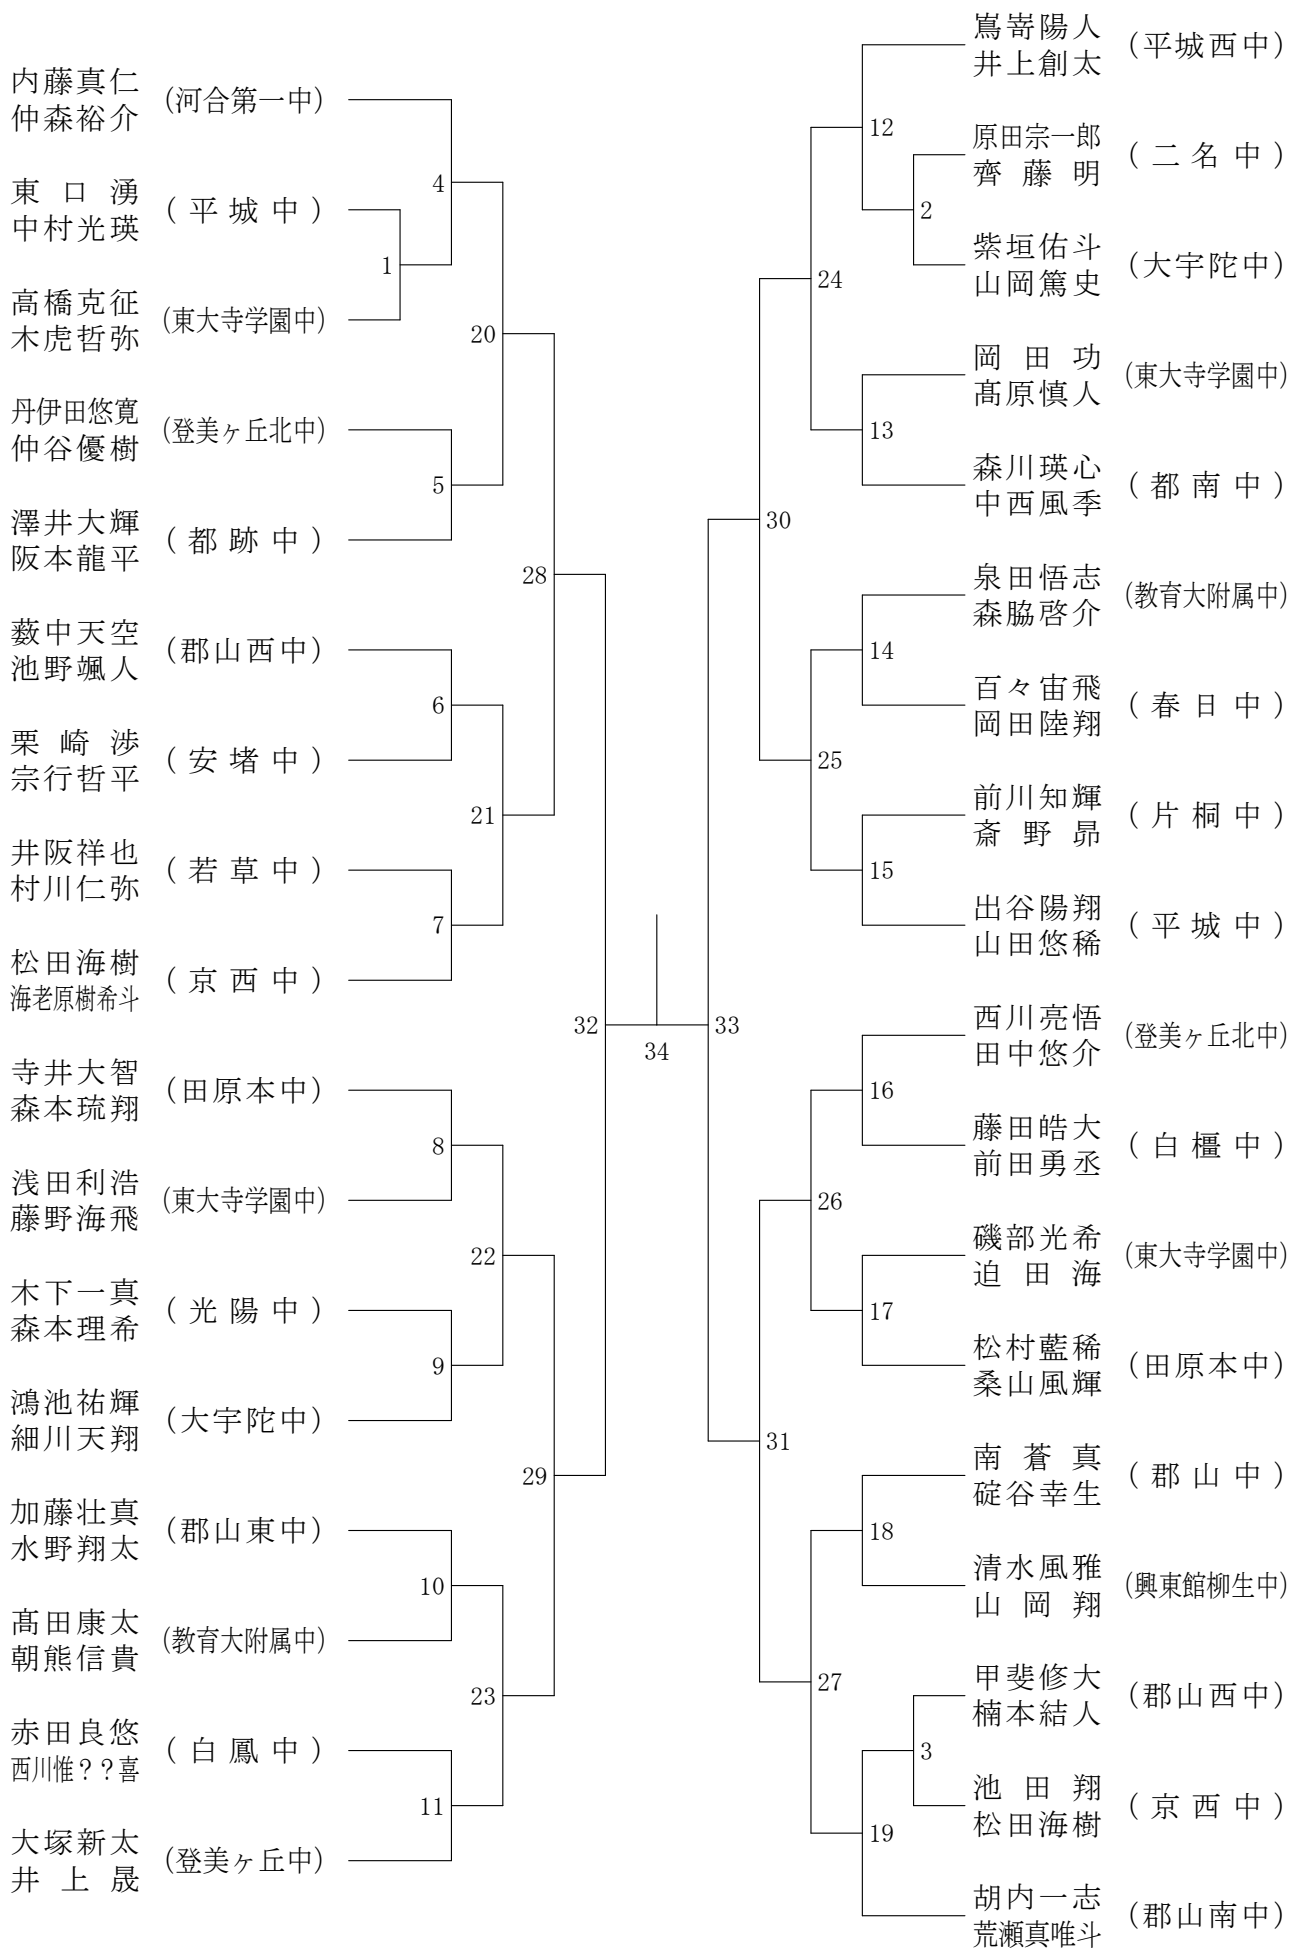 内藤真仁
仲森裕介
(河合第一中)
東口湧
中村光瑛
(平城中)
高橋克征
木虎哲弥
(東大寺学園中)
丹伊田悠寛
仲谷優樹
(登美ヶ丘北中)
澤井大輝
阪本龍平
(都跡中)
薮中天空
池野颯人
(郡山西中)
栗崎渉
宗行哲平
(安堵中)
井阪祥也
村川仁弥
(若草中)
松田海樹
海老原樹希斗
(京西中)
寺井大智
森本琉翔
(田原本中)
浅田利浩
藤野海飛
(東大寺学園中)
木下一真
森本理希
(光陽中)
鴻池祐輝
細川天翔
(大宇陀中)
加藤壮真
水野翔太
(郡山東中)
髙田康太
朝熊信貴
(教育大附属中)
赤田良悠
西川惟??喜
(白鳳中)
大塚新太
井上晟
(登美ヶ丘中)
1
4
5
6
7
8
9
10
11
20
21
22
23
28
29
32
34
33
30
31
24
25
26
27
12
2
13
14
15
16
17
18
3
19
嶌嵜陽人
井上創太
(平城西中)
原田宗一郎
齊藤明
(二名中)
紫垣佑斗
山岡篤史
(大宇陀中)
岡田功
髙原慎人
(東大寺学園中)
森川瑛心
中西風季
(都南中)
泉田悟志
森脇啓介
(教育大附属中)
百々宙飛
岡田陸翔
(春日中)
前川知輝
斎野昴
(片桐中)
出谷陽翔
山田悠稀
(平城中)
西川亮悟
田中悠介
(登美ヶ丘北中)
藤田皓大
前田勇丞
(白橿中)
磯部光希
迫田海
(東大寺学園中)
松村藍稀
桑山風輝
(田原本中)
南蒼真
碇谷幸生
(郡山中)
清水風雅
山岡翔
(興東館柳生中)
甲斐修大
楠本結人
(郡山西中)
池田翔
松田海樹
(京西中)
胡内一志
荒瀬真唯斗
(郡山南中)